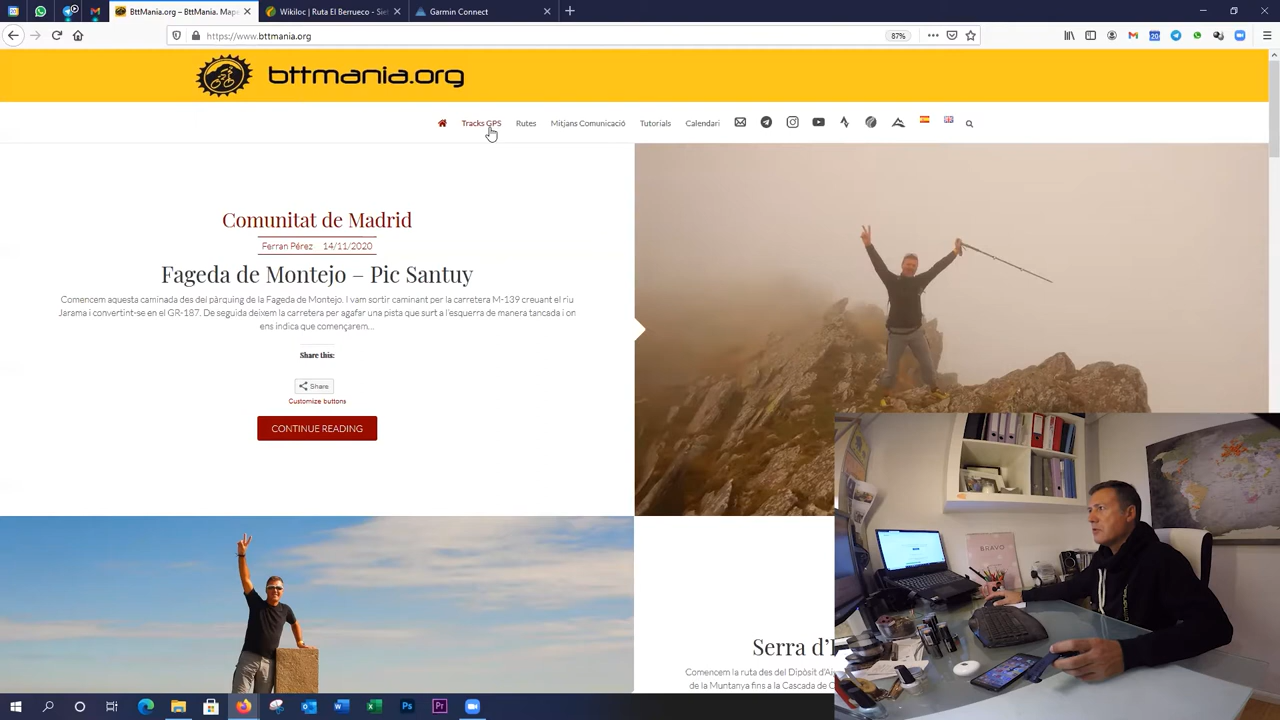 BttMania.org – BttMania. Map
Wikiloc | Ruta El Berrueco - Sie
Garmin Connect
https://www.bttmania.org
87%
20
bttmania.org
Tracks GPS
Rutes
Mitjans Comunicació
Tutorials
Calendari
Comunitat de Madrid
Ferran Pérez 14/11/2020
Fageda de Montejo – Pic Santuy
Comencem aquesta caminada des del pàrquing de la Fageda de Montejo. I vam sortir caminant per la carretera M-139 creuant el riu
Jarama i convertint-se en el GR-187. De seguida deixem la carretera per agafar una pista que surt a l'esquerra de manera tancada i on
ens indica que començarem…
Share this:
Share
Customize buttons
CONTINUE READING
Serra d'
Comencem la ruta des del Dipòsit d'Ai
de la Muntanya fins a la Cascada de C
BRAVO
bttmania